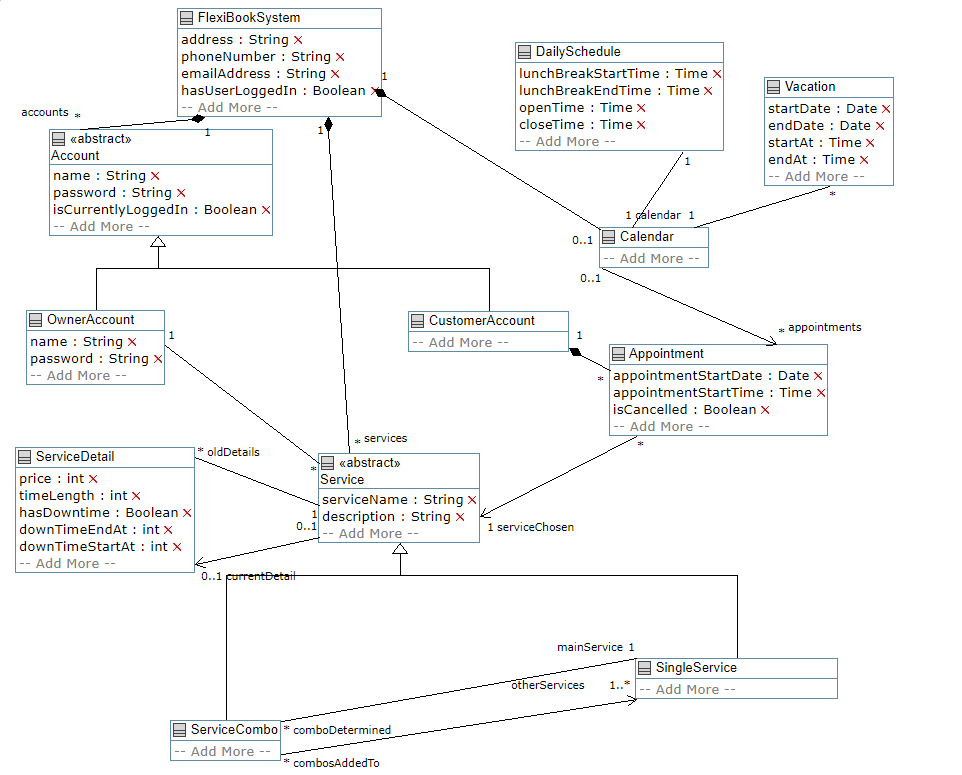 FlexiBookSystem
address : String
phoneNumber : String
emailAddress : String
hasUserLoggedIn : Boolean
-- Add More --
1
1
1
accounts *
«abstract»
Account
name : String
password : String
isCurrentlyLoggedIn : Boolean
-- Add More --
DailySchedule
lunchBreakStartTime : Time
lunchBreakEndTime : Time
openTime : Time
closeTime : Time
-- Add More --
1
Vacation
startDate : Date
endDate : Date
startAt : Time
endAt : Time
-- Add More --
*
1 calendar 1
0..1
Calendar
-- Add More --
0..1
* appointments
OwnerAccount
name : String
password : String
-- Add More --
1
CustomerAccount
-- Add More --
1
*
Appointment
appointmentStartDate : Date
appointmentStartTime : Time
isCancelled : Boolean
-- Add More --
*
* services
* oldDetails
*
ServiceDetail
price : int
timeLength : int
hasDowntime : Boolean
downTimeEndAt : int
downTimeStartAt : int
-- Add More --
«abstract»
Service
serviceName : String
description : String
-- Add More --
1
0..1
1 serviceChosen
0..1 currentDetail
mainService 1
otherServices 1..*
SingleService
-- Add More --
ServiceCombo
-- Add More --
* comboDetermined
* combosAddedTo